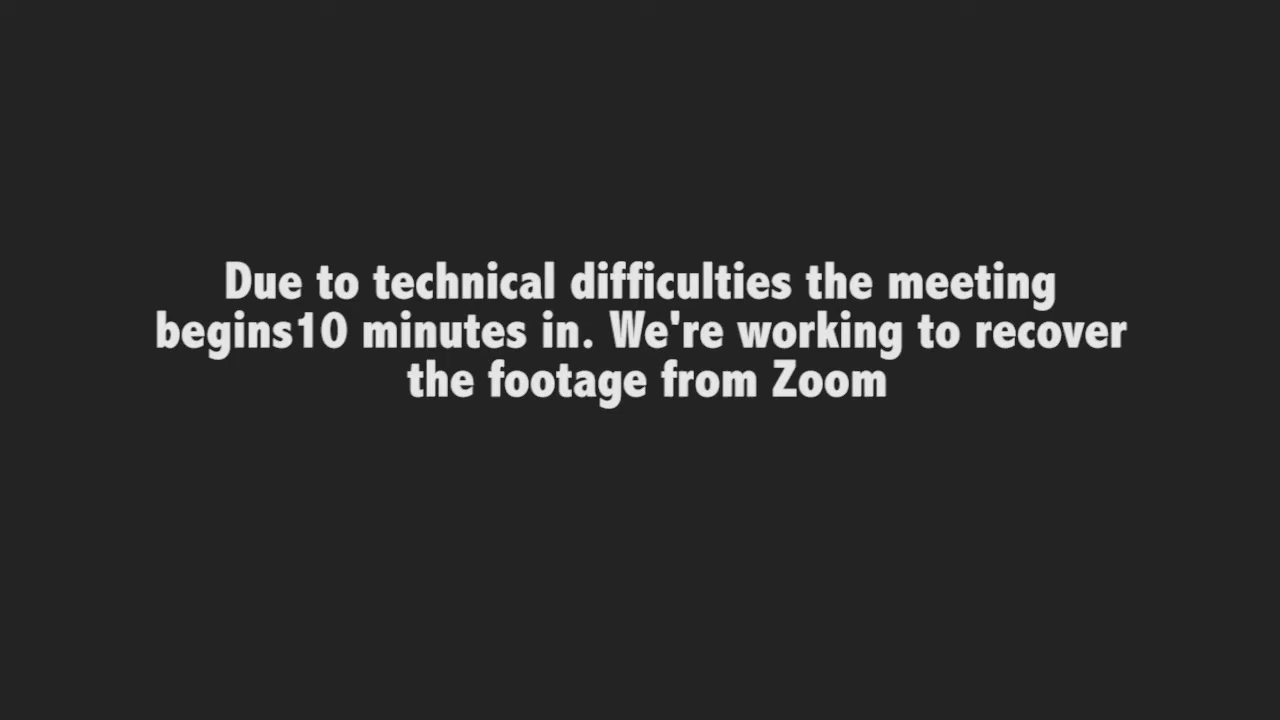 Due to technical difficulties the meeting
begins10 minutes in. We're working to recover
the footage from Zoom